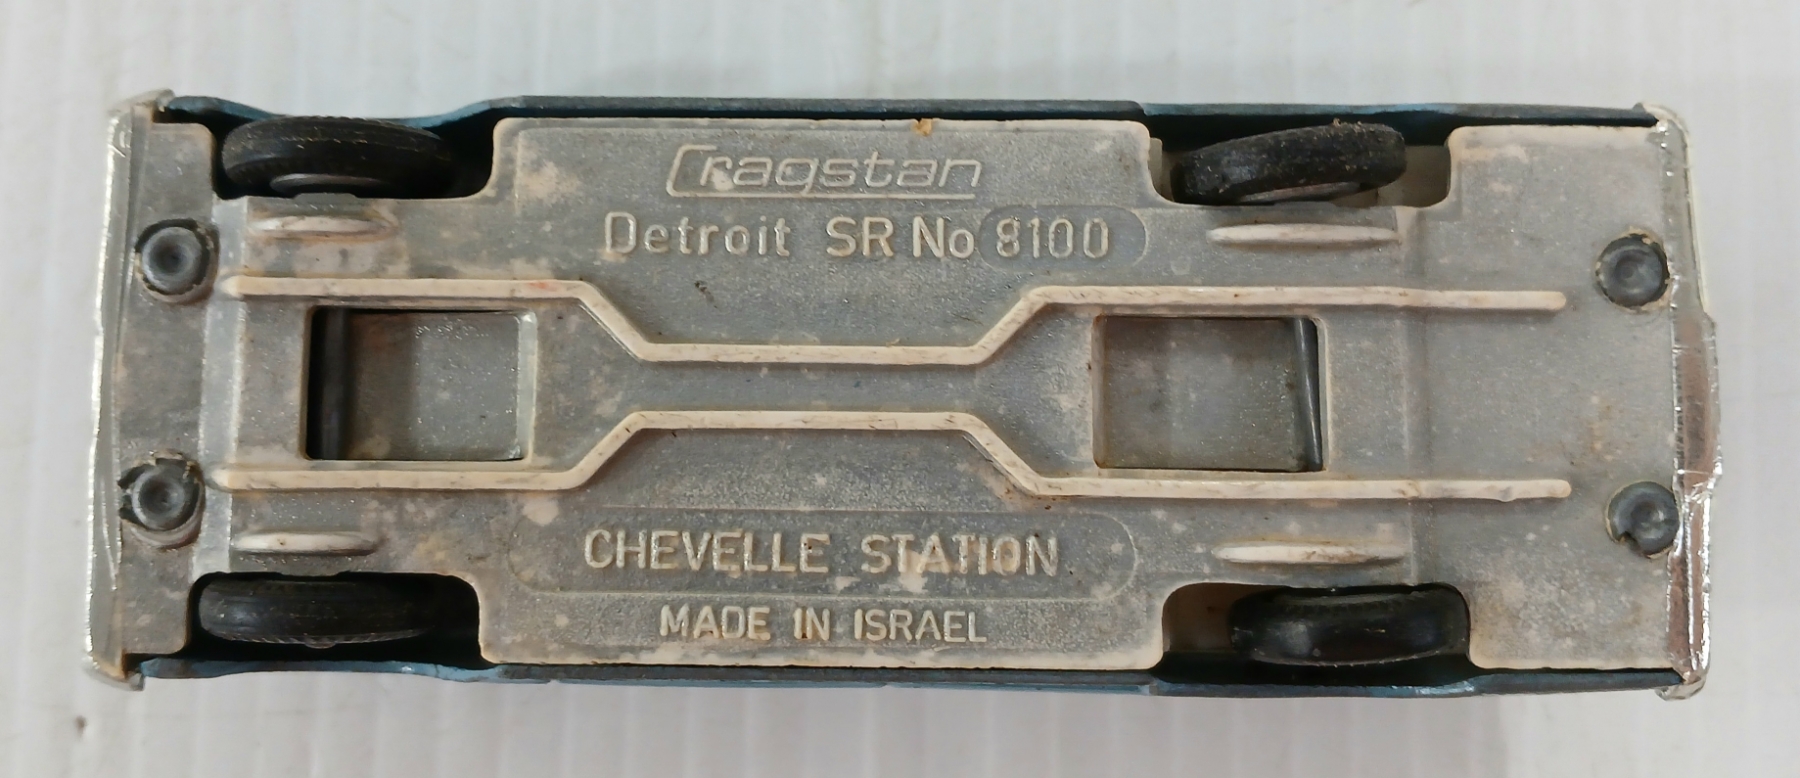 Cragstan
Detroit SR No 8100
CHEVELLE STATION
MADE IN ISRAEL